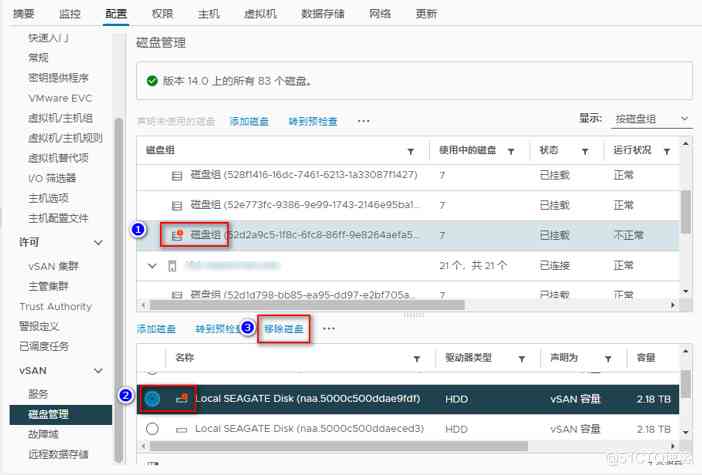 摘要 监控 配置 权限 主机 虚拟机 数据存储 网络 更新
快速入门
常规
密钥提供程序
VMware EVC
虚拟机/主机组
虚拟机/主机规则
虚拟机替代项
I/O 筛选器
主机选项
主机配置文件
许可
vSAN 集群
主管集群
Trust Authority
警报定义
已调度任务
vSAN
服务
磁盘管理
故障域
远程数据存储
磁盘管理
版本 14.0 上的所有 83 个磁盘。
声明未使用的磁盘 添加磁盘 转到预检查 ... 显示: 按磁盘组
磁盘组 使用中的磁盘 状态 运行状况
磁盘组 (528f1416-16dc-7461-6213-1a33087f1427) 7 已挂载 正常
磁盘组 (52e773fc-9386-9e99-1743-2146e95ba1... 7 已挂载 正常
1 磁盘组 (52d2a9c5-1f8c-6fc8-86ff-9e8264aefa5... 7 已挂载 不正常
21 个，共 21 个 已连接 正常
磁盘组 (52d1d798-bb85-ea95-dd97-e2bf705a... 7 已挂载 正常
添加磁盘 转到预检查 3 移除磁盘 ...
名称 驱动器类型 声明为 容量
2 Local SEAGATE Disk (naa.5000c500ddae9fdf) HDD vSAN 容量 2.18 TB
Local SEAGATE Disk (naa.5000c500ddaeced3) HDD vSAN 容量 2.18 TB
@51CTO博客